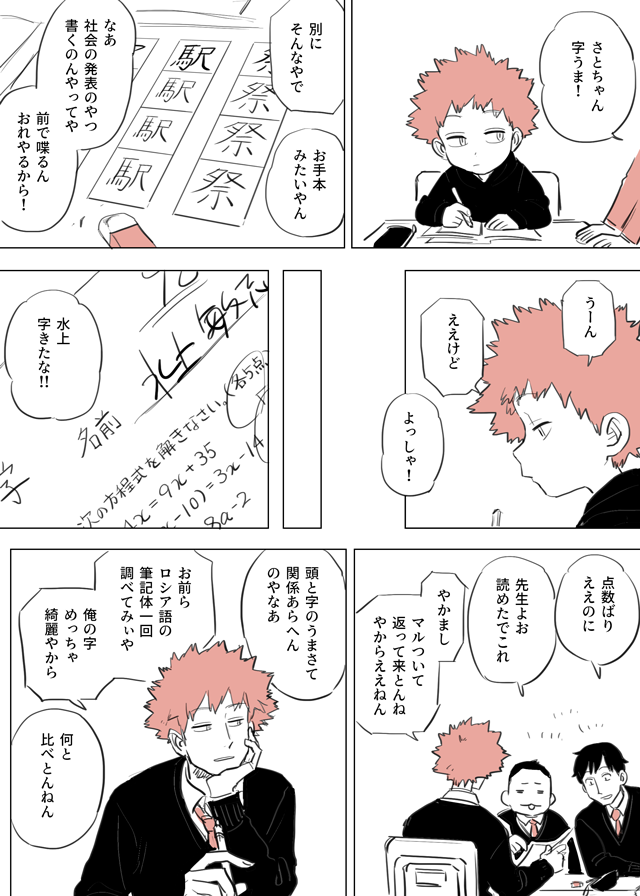 さとちゃん
字うま！
別に
そんなやで
お手本
みたいやん
なあ
社会の発表のやつ
書くのんやってや
前で喋るん
おれやるから！
祭
祭
祭
駅
駅
駅
駅
うーん
ええけど
よっしゃ！
水上
字きたな!!
名前
水上
敏志
(各5点
次の方程式を解きなさい。
4x=9x+35
x-10)=3x-14
8a-2
点数ばり
ええのに
先生よお
読めたでこれ
やかまし
マルついて
返って来とんね
やからええねん
頭と字のうまさて
関係あらへん
のやなあ
お前ら
ロシア語の
筆記体一回
調べてみぃや
俺の字
めっちゃ
綺麗やから
何と
比べとんねん